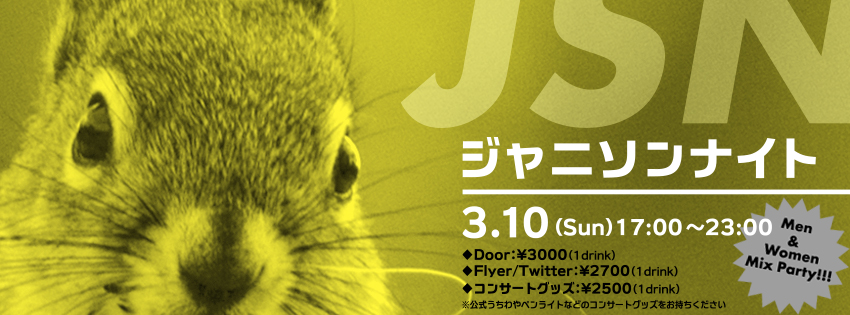 JSN
ジャニソンナイト
3.10 (Sun) 17:00〜23:00
◆Door:¥3000(1drink)
◆Flyer/Twitter:¥2700(1drink)
◆コンサートグッズ:¥2500(1drink)
※公式うちわやペンライトなどのコンサートグッズをお持ちください
Men
&
Women
Mix Party!!!